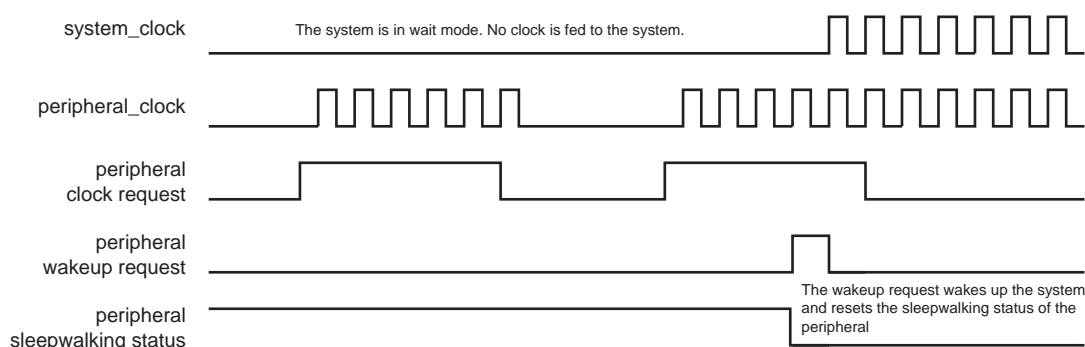 system_clock
The system is in wait mode. No clock is fed to the system.
peripheral_clock
peripheral
clock request
peripheral
wakeup request
The wakeup request wakes up the system
and resets the sleepwalking status of the
peripheral
peripheral
sleepwalking status